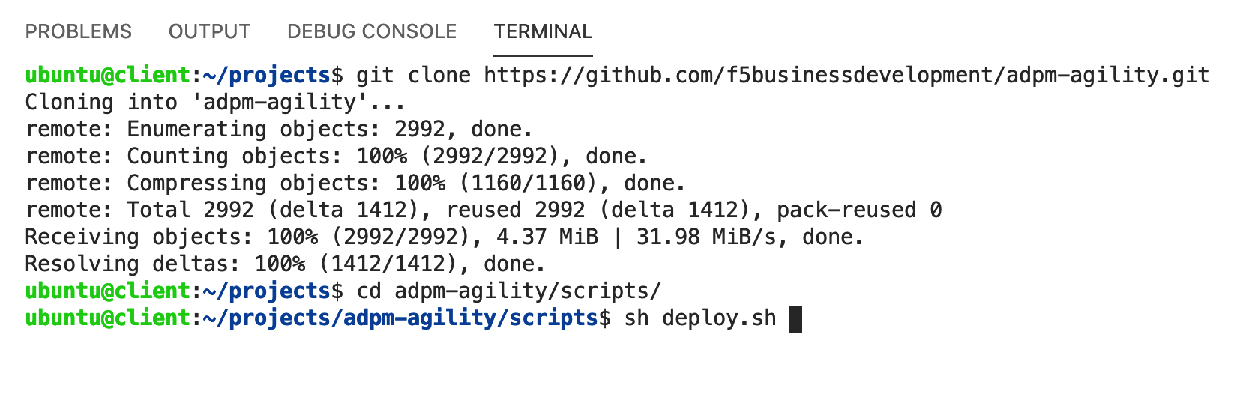 PROBLEMS OUTPUT DEBUG CONSOLE TERMINAL
ubuntu@client:~/projects$ git clone https://github.com/f5businessdevelopment/adpm-agility.git
Cloning into 'adpm-agility'...
remote: Enumerating objects: 2992, done.
remote: Counting objects: 100% (2992/2992), done.
remote: Compressing objects: 100% (1160/1160), done.
remote: Total 2992 (delta 1412), reused 2992 (delta 1412), pack-reused 0
Receiving objects: 100% (2992/2992), 4.37 MiB | 31.98 MiB/s, done.
Resolving deltas: 100% (1412/1412), done.
ubuntu@client:~/projects$ cd adpm-agility/scripts/
ubuntu@client:~/projects/adpm-agility/scripts$ sh deploy.sh